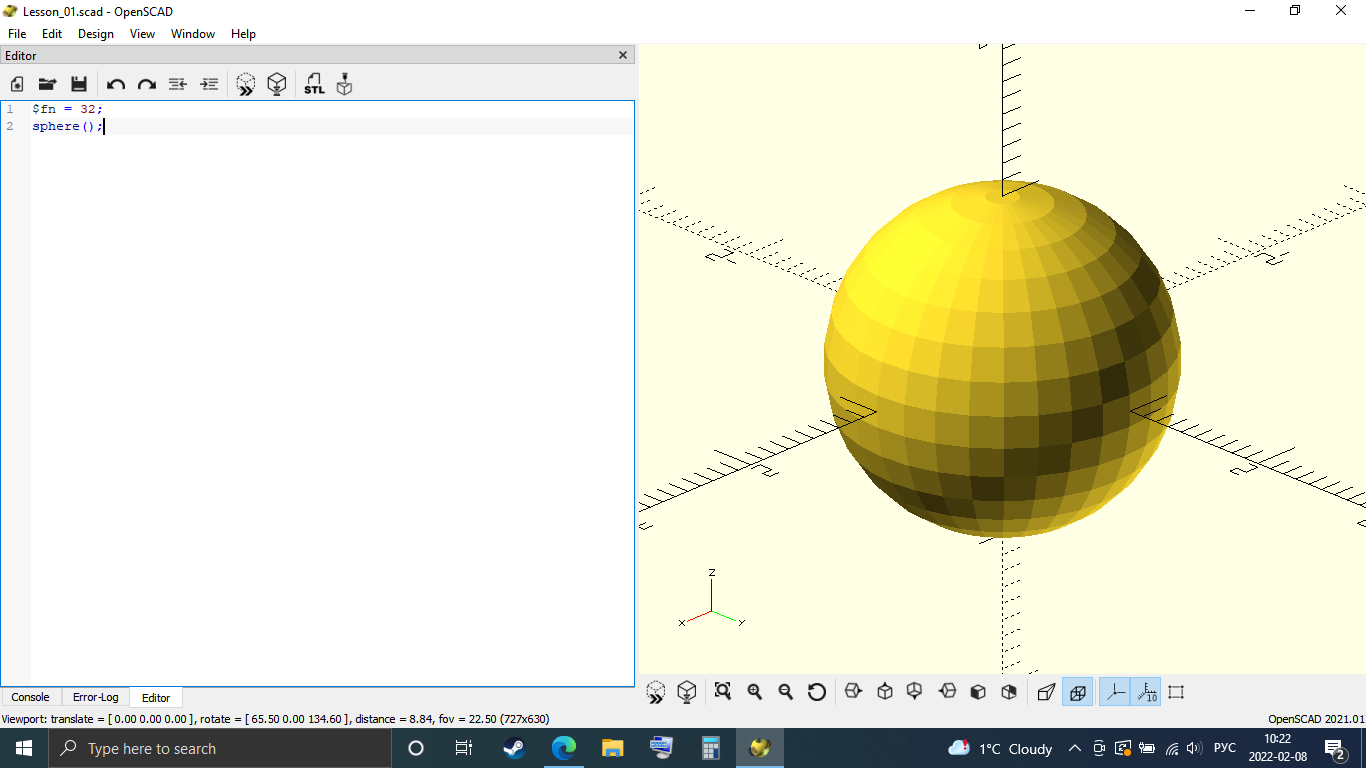 Lesson_01.scad - OpenSCAD
File Edit Design View Window Help
Editor
STL
1 $fn = 32;
2 sphere();
z
x y
10
Console Error-Log Editor
Viewport: translate = [ 0.00 0.00 0.00 ], rotate = [ 65.50 0.00 134.60 ], distance = 8.84, fov = 22.50 (727x630)
OpenSCAD 2021.01
Type here to search
1°C Cloudy
РУС
10:22
2022-02-08
2